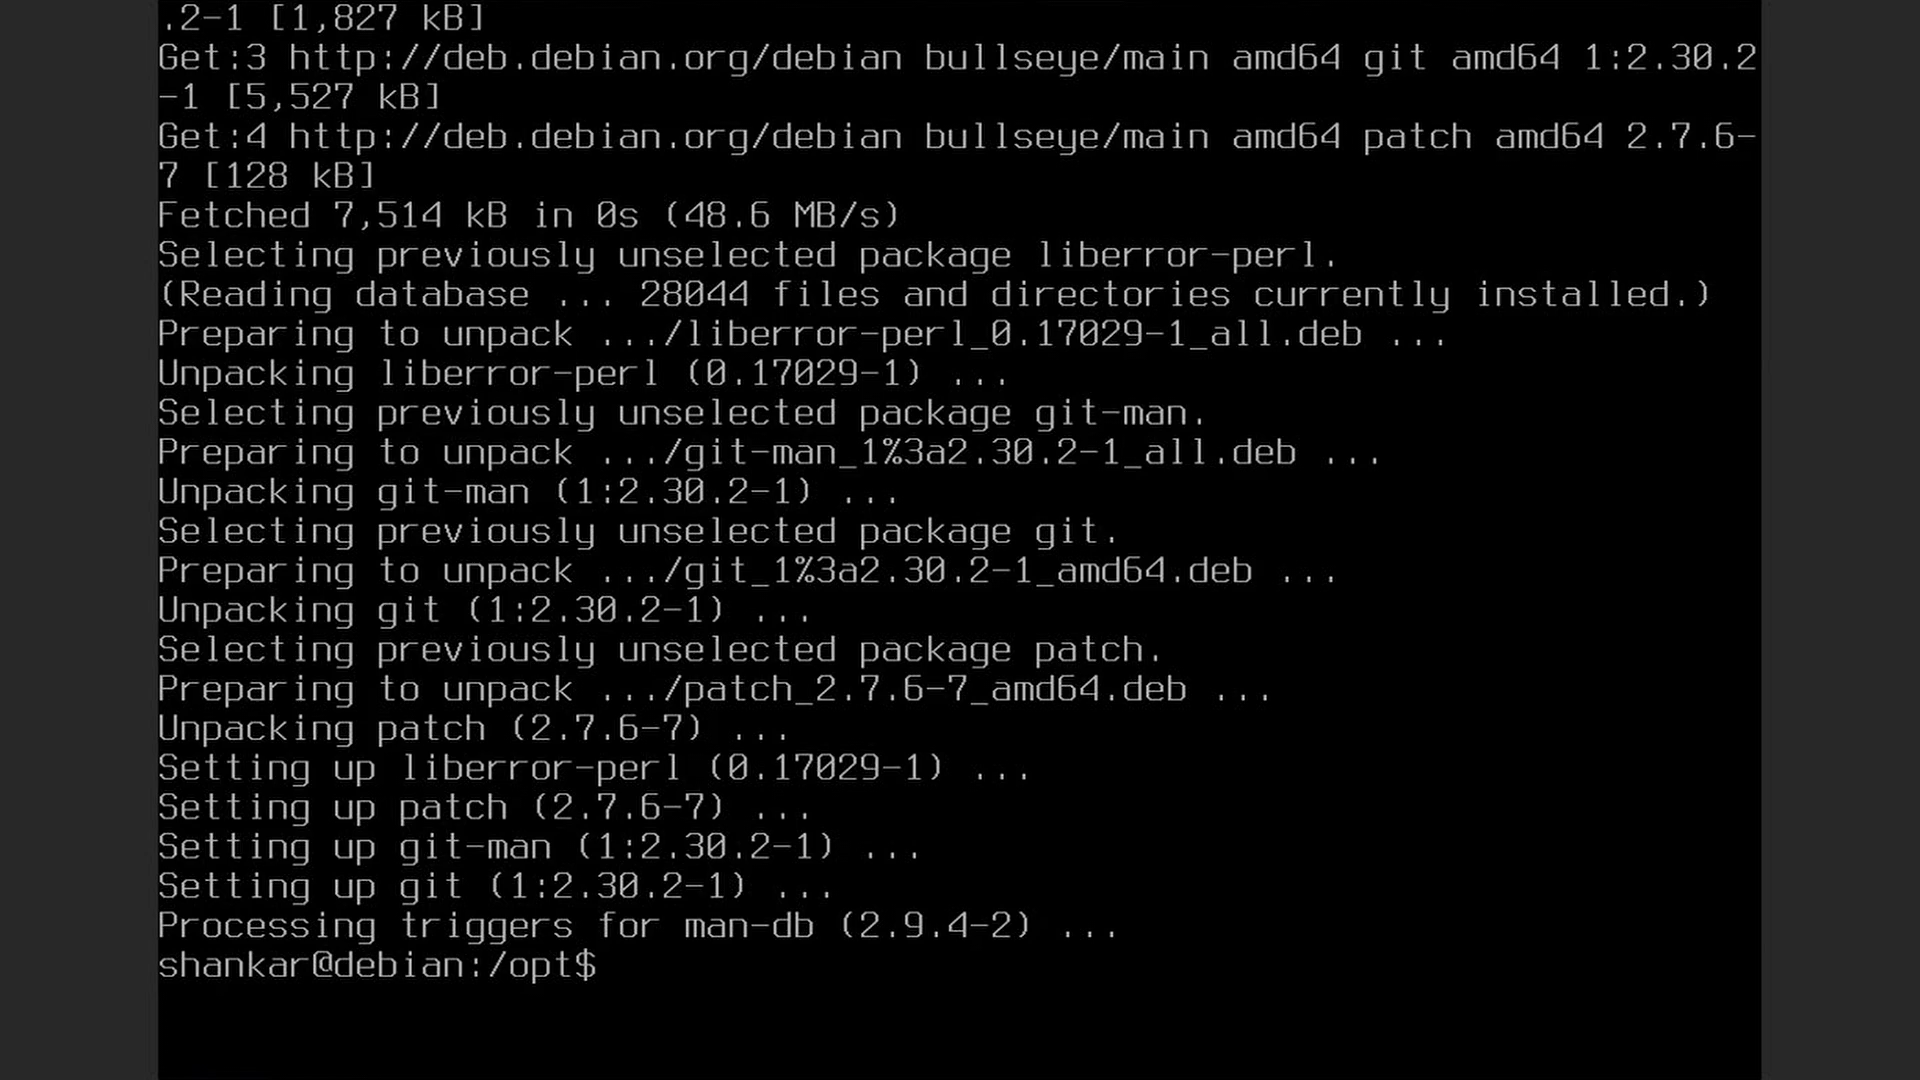 .2-1 [1,827 kB]
Get:3 http://deb.debian.org/debian bullseye/main amd64 git amd64 1:2.30.2
-1 [5,527 kB]
Get:4 http://deb.debian.org/debian bullseye/main amd64 patch amd64 2.7.6-
7 [128 kB]
Fetched 7,514 kB in 0s (48.6 MB/s)
Selecting previously unselected package liberror-perl.
(Reading database ... 28044 files and directories currently installed.)
Preparing to unpack .../liberror-perl_0.17029-1_all.deb ...
Unpacking liberror-perl (0.17029-1) ...
Selecting previously unselected package git-man.
Preparing to unpack .../git-man_1%3a2.30.2-1_all.deb ...
Unpacking git-man (1:2.30.2-1) ...
Selecting previously unselected package git.
Preparing to unpack .../git_1%3a2.30.2-1_amd64.deb ...
Unpacking git (1:2.30.2-1) ...
Selecting previously unselected package patch.
Preparing to unpack .../patch_2.7.6-7_amd64.deb ...
Unpacking patch (2.7.6-7) ...
Setting up liberror-perl (0.17029-1) ...
Setting up patch (2.7.6-7) ...
Setting up git-man (1:2.30.2-1) ...
Setting up git (1:2.30.2-1) ...
Processing triggers for man-db (2.9.4-2) ...
shankar@debian:/opt$